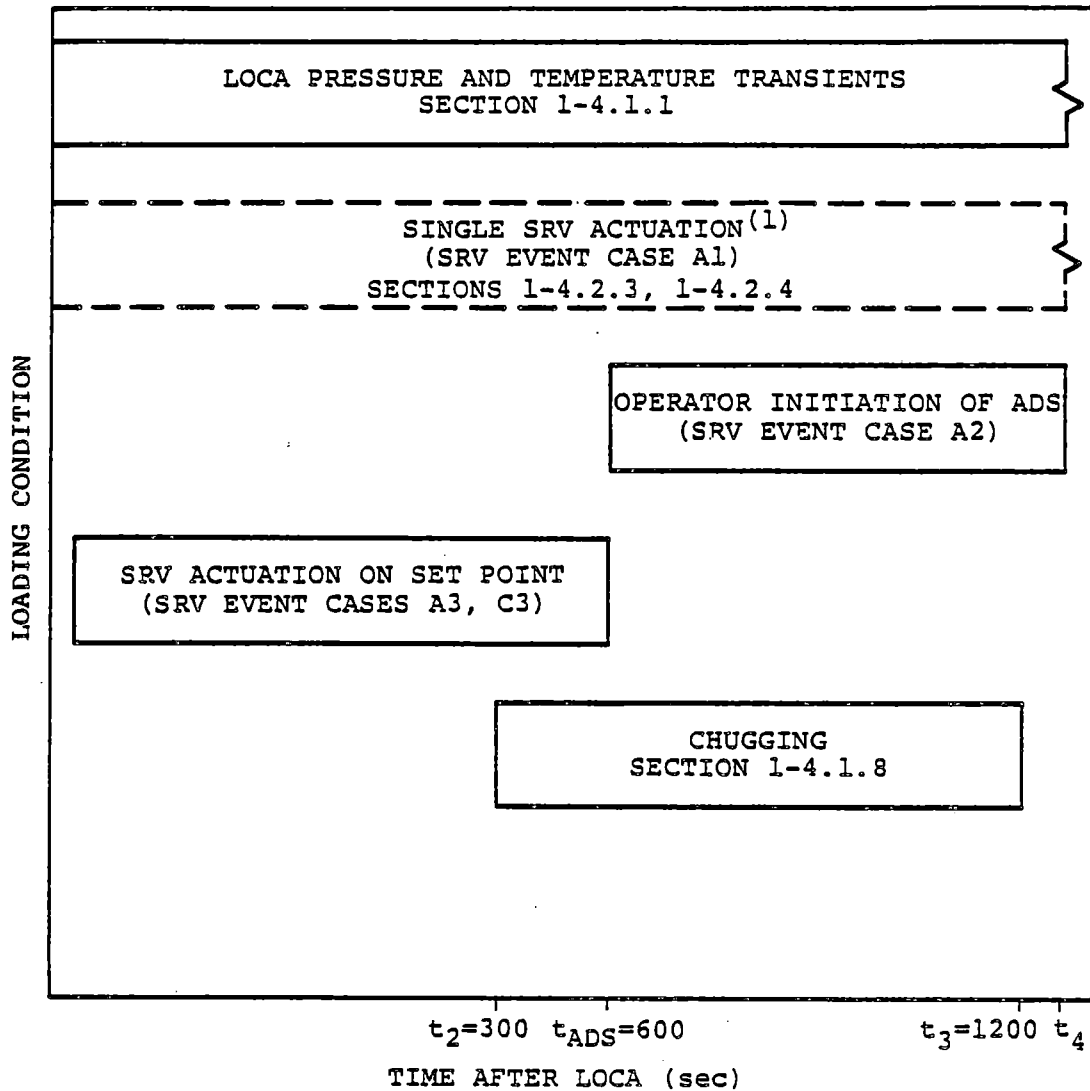 LOCA PRESSURE AND TEMPERATURE TRANSIENTS
SECTION 1-4.1.1
SINGLE SRV ACTUATION(1)
(SRV EVENT CASE A1)
SECTIONS 1-4.2.3, 1-4.2.4
LOADING CONDITION
OPERATOR INITIATION OF ADS
(SRV EVENT CASE A2)
SRV ACTUATION ON SET POINT
(SRV EVENT CASES A3, C3)
CHUGGING
SECTION 1-4.1.8
t2=300 tADS=600 t3=1200 t4
TIME AFTER LOCA (sec)